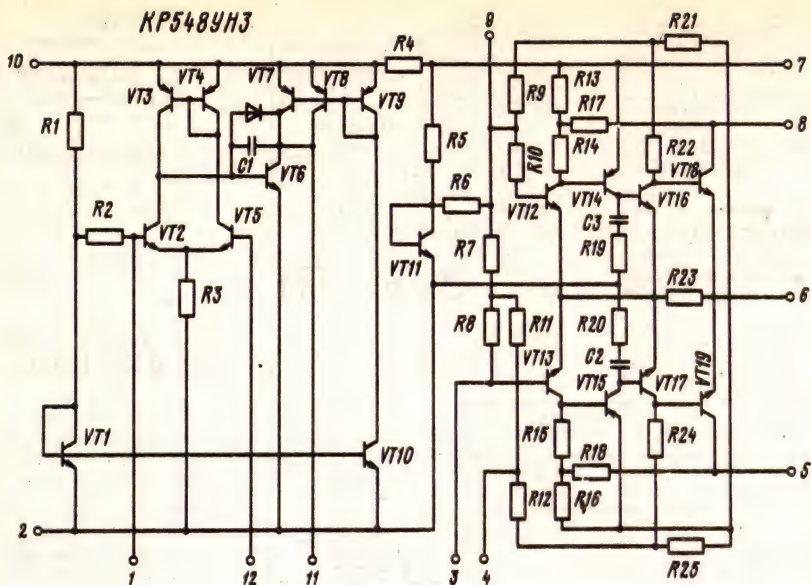 КР548УН3
9
R21
10
R4
7
VT3
VT4
VT7
VT8
VT9
R9
R13
R17
8
R1
C1
R5
R10
R14
R22
VT18
VT6
R6
VT12
VT14
VT16
R2
VT2
VT5
VT11
R7
C3
R19
R3
R23
6
R8
R11
R20
VT13
C2
VT15
VT17
VT19
VT1
VT10
R15
R18
R24
5
R12
R16
2
R25
1
12
11
3
4